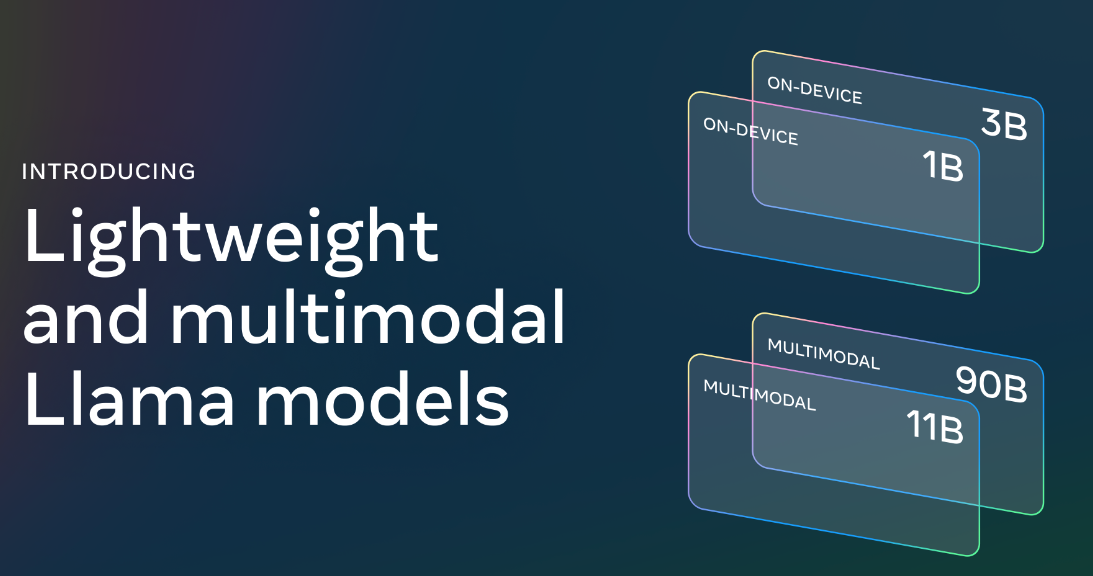 INTRODUCING
Lightweight
and multimodal
Llama models
ON-DEVICE
3B
ON-DEVICE
1B
MULTIMODAL
90B
MULTIMODAL
11B